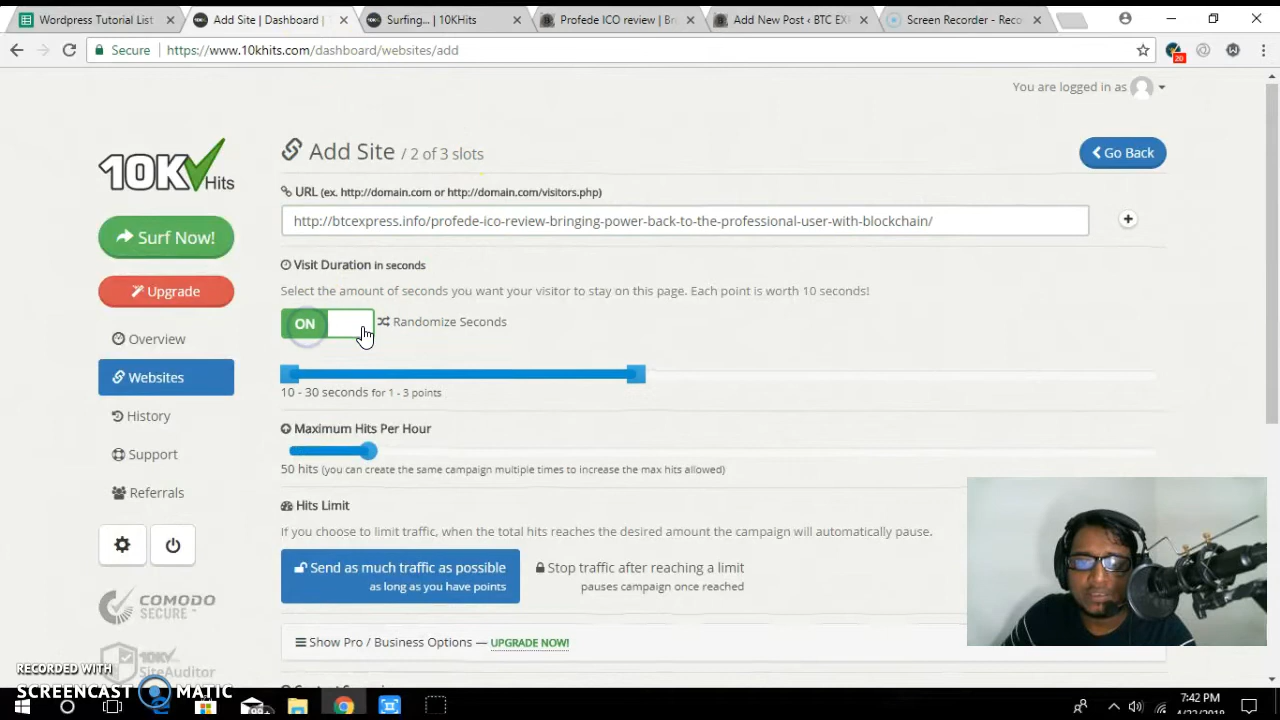 Wordpress Tutorial List
Add Site | Dashboard |
Surfing... | 10KHits
Profede ICO review | Br
Add New Post ‹ BTC EX
Screen Recorder - Reco
Secure
https://www.10khits.com/dashboard/websites/add
20
You are logged in as
10K Hits
Add Site / 2 of 3 slots
Go Back
URL (ex. http://domain.com or http://domain.com/visitors.php)
http://btcexpress.info/profede-ico-review-bringing-power-back-to-the-professional-user-with-blockchain/
Surf Now!
Visit Duration in seconds
Select the amount of seconds you want your visitor to stay on this page. Each point is worth 10 seconds!
Upgrade
ON
Randomize Seconds
Overview
Websites
10 - 30 seconds for 1 - 3 points
History
Maximum Hits Per Hour
Support
50 hits (you can create the same campaign multiple times to increase the max hits allowed)
Referrals
Hits Limit
If you choose to limit traffic, when the total hits reaches the desired amount the campaign will automatically pause.
Send as much traffic as possible
as long as you have points
Stop traffic after reaching a limit
pauses campaign once reached
COMODO
SECURE
Show Pro / Business Options — UPGRADE NOW!
10K
SiteAuditor
RECORDED WITH
SCREENCAST MATIC
7:42 PM